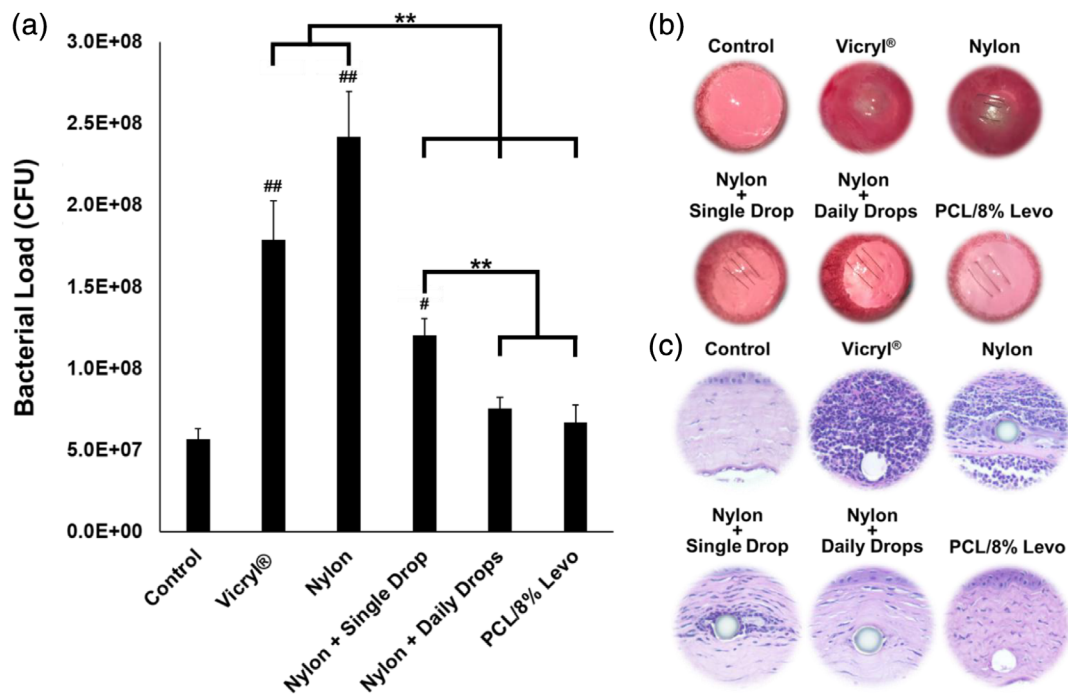 (a)
Bacterial Load (CFU)
3.0E+08
2.5E+08
2.0E+08
1.5E+08
1.0E+08
5.0E+07
0.0E+00
**
##
##
**
#
Control
Vicryl®
Nylon
Nylon + Single Drop
Nylon + Daily Drops
PCL/8% Levo
(b)
Control Vicryl® Nylon
Nylon Nylon
+ +
Single Drop Daily Drops PCL/8% Levo
(c)
Control Vicryl® Nylon
Nylon Nylon
+ +
Single Drop Daily Drops PCL/8% Levo